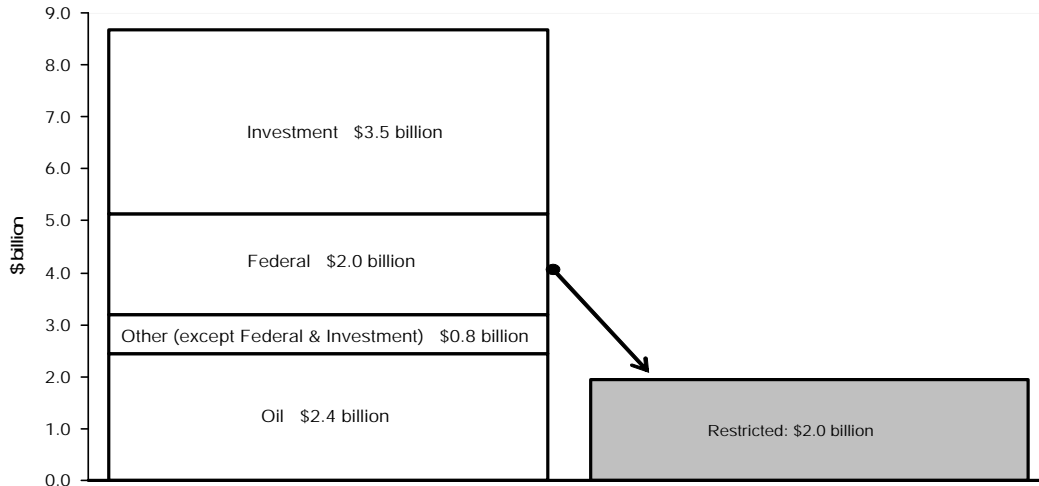 9.0
8.0
7.0
6.0
5.0
4.0
3.0
2.0
1.0
0.0
$ billion
Investment $3.5 billion
Federal $2.0 billion
Other (except Federal & Investment) $0.8 billion
Oil $2.4 billion
Restricted: $2.0 billion